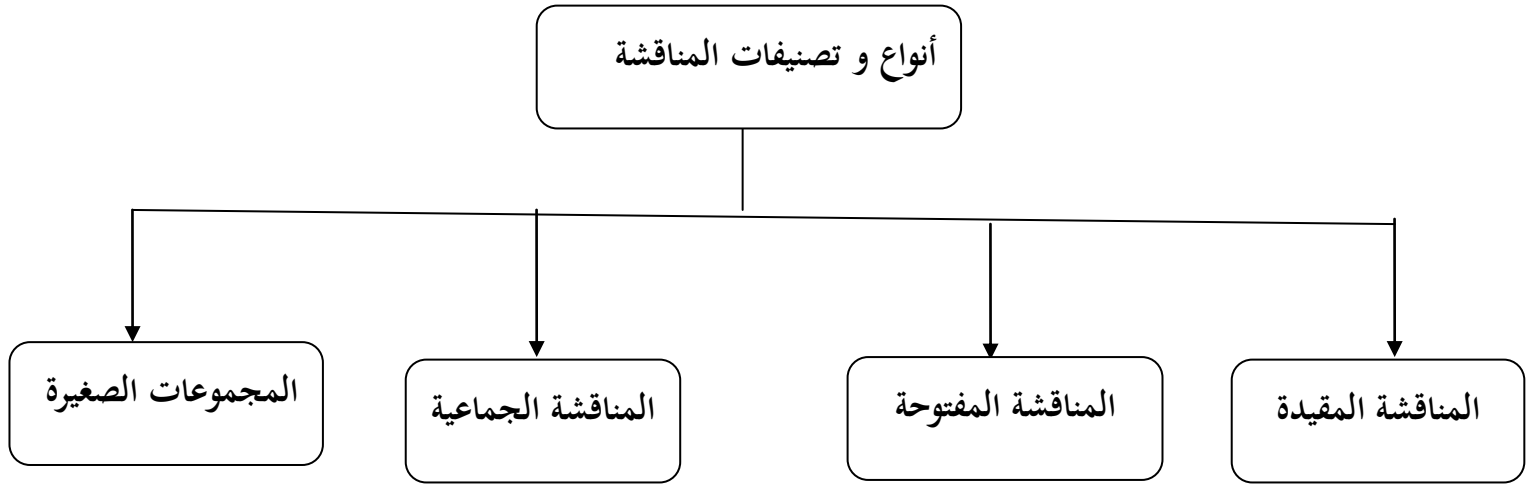 أنواع و تصنيفات المناقشة
المناقشة المقيدة
المناقشة المفتوحة
المناقشة الجماعية
المجموعات الصغيرة